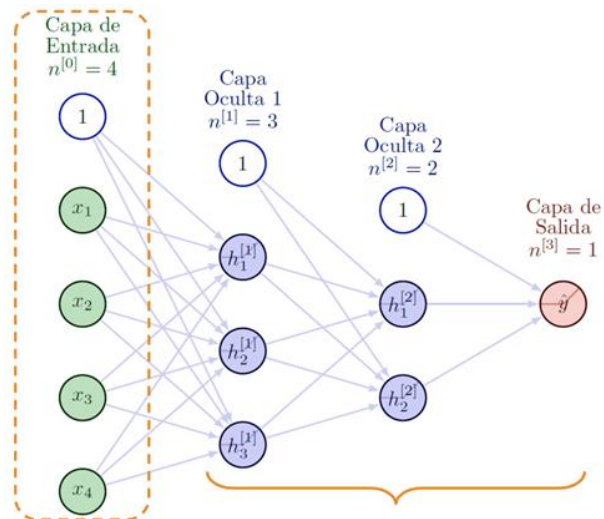 Capa de
Entrada
n^{[0]} = 4
1
x_1
x_2
x_3
x_4
Capa
Oculta 1
n^{[1]} = 3
1
h_1^{[1]}
h_2^{[1]}
h_3^{[1]}
Capa
Oculta 2
n^{[2]} = 2
1
h_1^{[2]}
h_2^{[2]}
Capa de
Salida
n^{[3]} = 1
ŷ